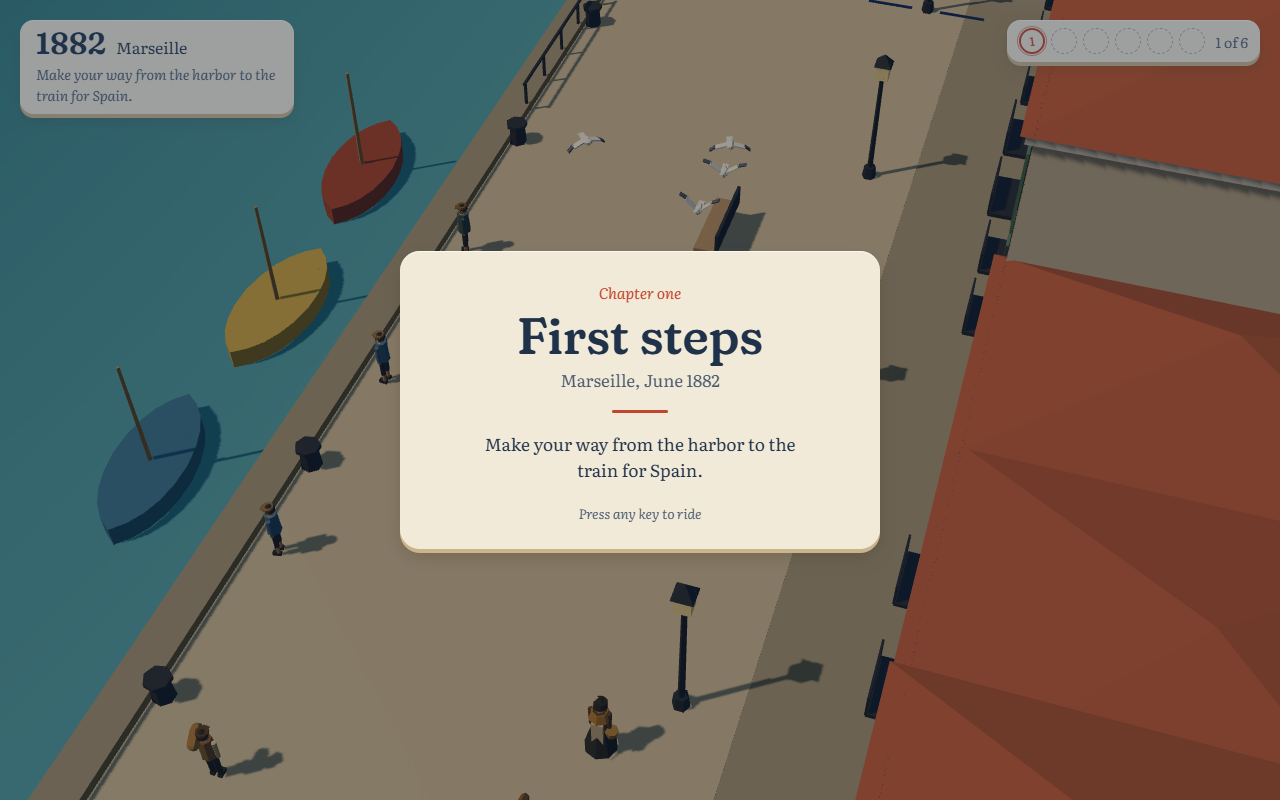 1882 Marseille
Make your way from the harbor to the
train for Spain.
1
1 of 6
Chapter one
First steps
Marseille, June 1882
Make your way from the harbor to the
train for Spain.
Press any key to ride